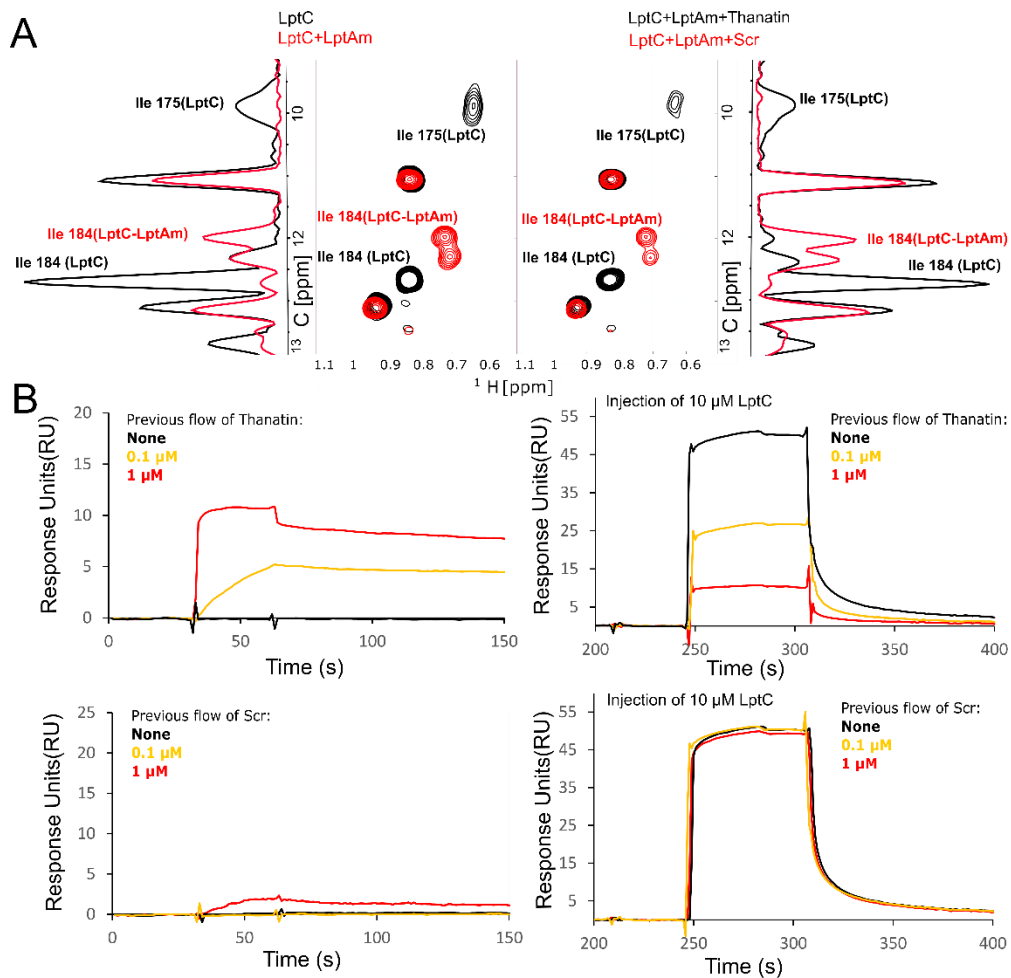 A
LptC
LptC+LptAm
LptC+LptAm+Thanatin
LptC+LptAm+Scr
Ile 175(LptC)
Ile 184(LptC-LptAm)
Ile 184 (LptC)
10
12
13
C [ppm]
Ile 175(LptC)
Ile 184(LptC-LptAm)
Ile 184 (LptC)
1.1 1 0.9 0.8 0.7 0.6
Ile 175(LptC)
Ile 184(LptC-LptAm)
Ile 184 (LptC)
1.1 1 0.9 0.8 0.7 0.6
1 H [ppm]
10
12
13
C [ppm]
Ile 175(LptC)
Ile 184(LptC-LptAm)
Ile 184 (LptC)
B
Previous flow of Thanatin:
None
0.1 µM
1 µM
Response Units(RU)
20
15
10
5
0
0 50 100 150
Time (s)
Injection of 10 µM LptC
Previous flow of Thanatin:
None
0.1 µM
1 µM
Response Units(RU)
55
45
35
25
15
5
200 250 300 350 400
Time (s)
Previous flow of Scr:
None
0.1 µM
1 µM
Response Units(RU)
25
20
15
10
5
0
0 50 100 150
Time (s)
Injection of 10 µM LptC
Previous flow of Scr:
None
0.1 µM
1 µM
Response Units(RU)
55
45
35
25
15
5
200 250 300 350 400
Time (s)